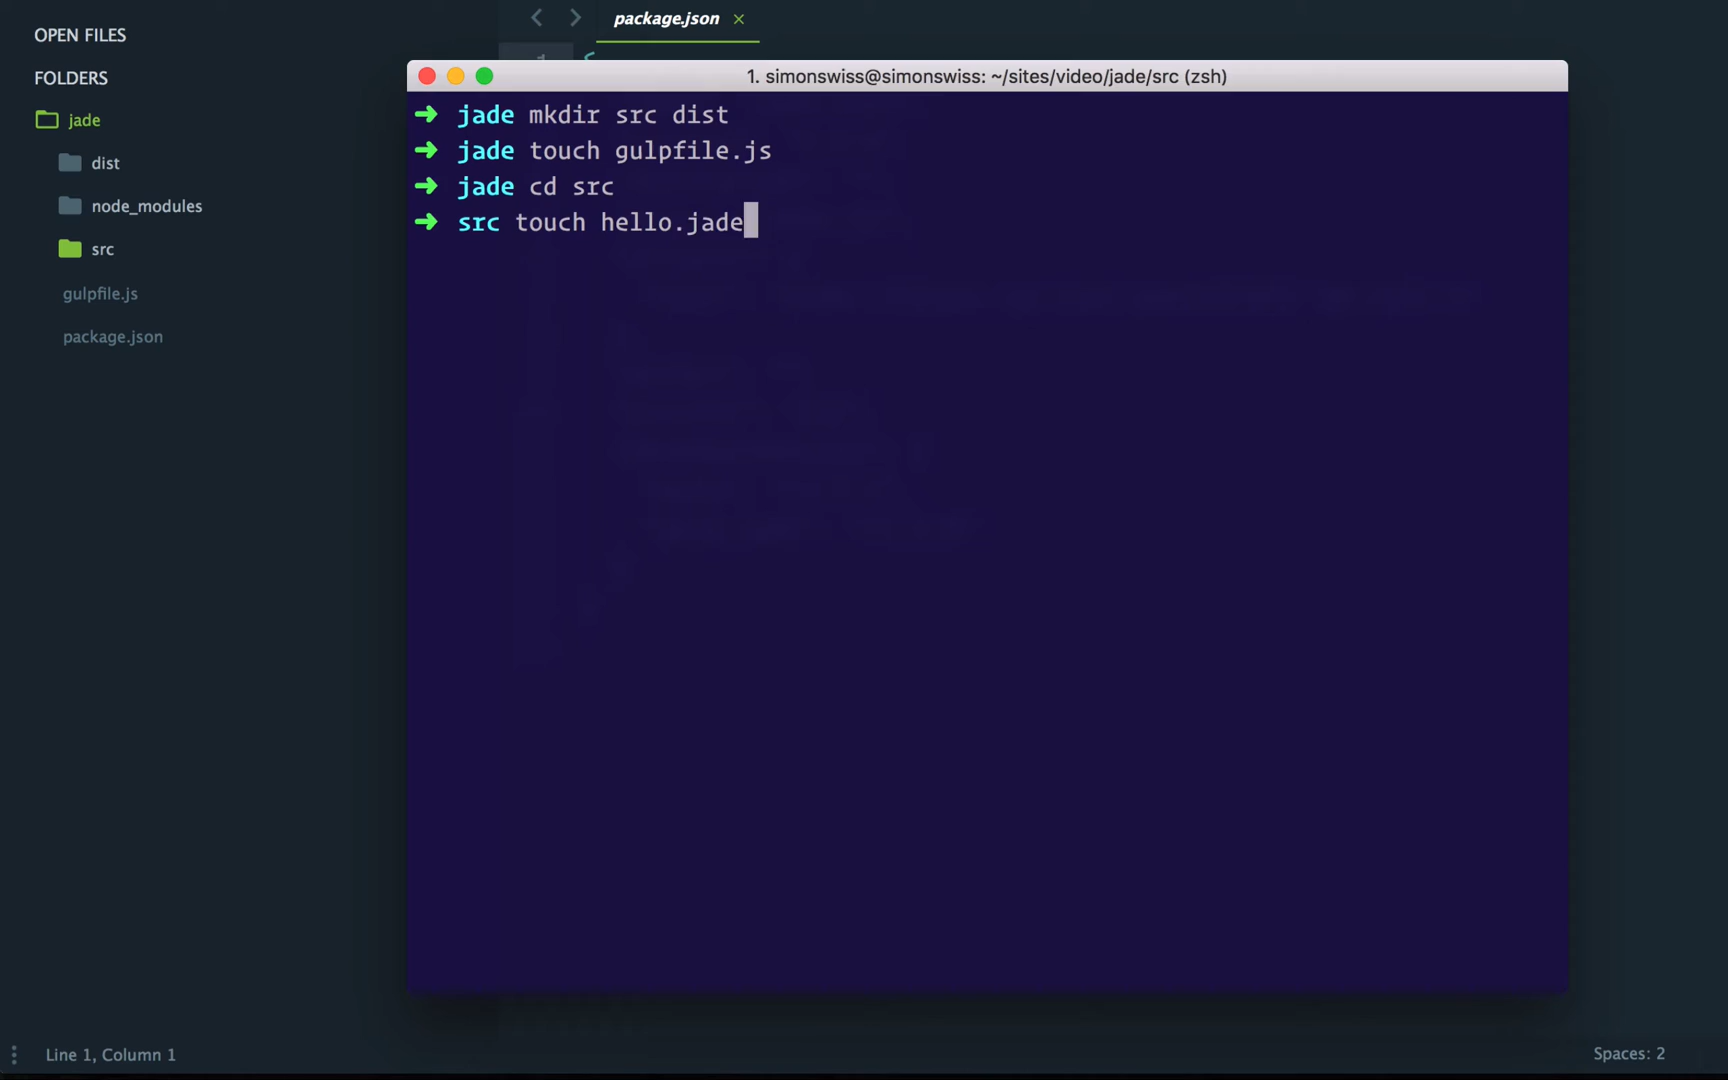 OPEN FILES
FOLDERS
jade
dist
node_modules
src
gulpfile.js
package.json
package.json ×
1
1. simonswiss@simonswiss: ~/sites/video/jade/src (zsh)
➜ jade mkdir src dist
➜ jade touch gulpfile.js
➜ jade cd src
➜ src touch hello.jade
Line 1, Column 1
Spaces: 2